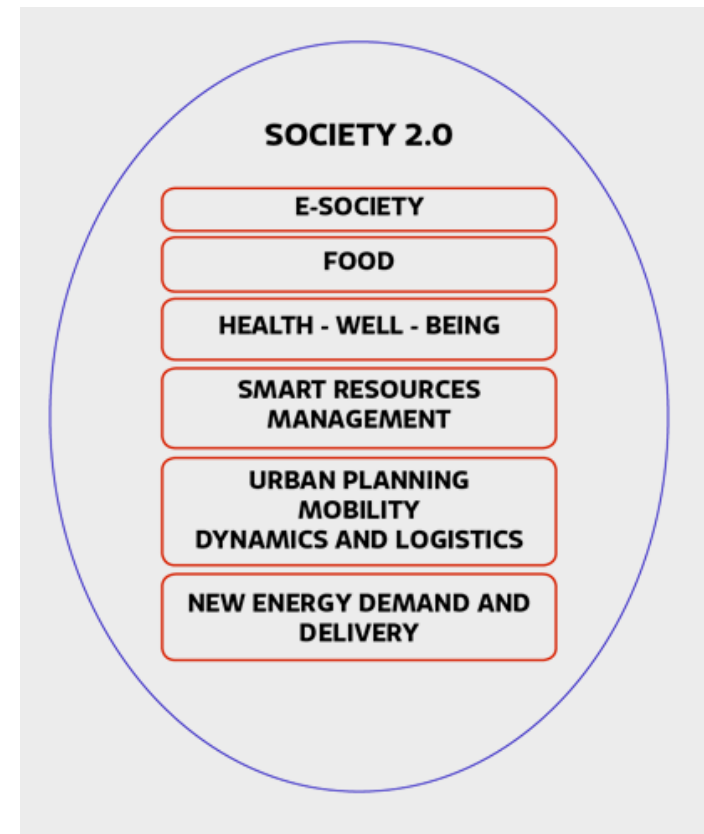 SOCIETY 2.0
E-SOCIETY
FOOD
HEALTH - WELL - BEING
SMART RESOURCES
MANAGEMENT
URBAN PLANNING
MOBILITY
DYNAMICS AND LOGISTICS
NEW ENERGY DEMAND AND
DELIVERY